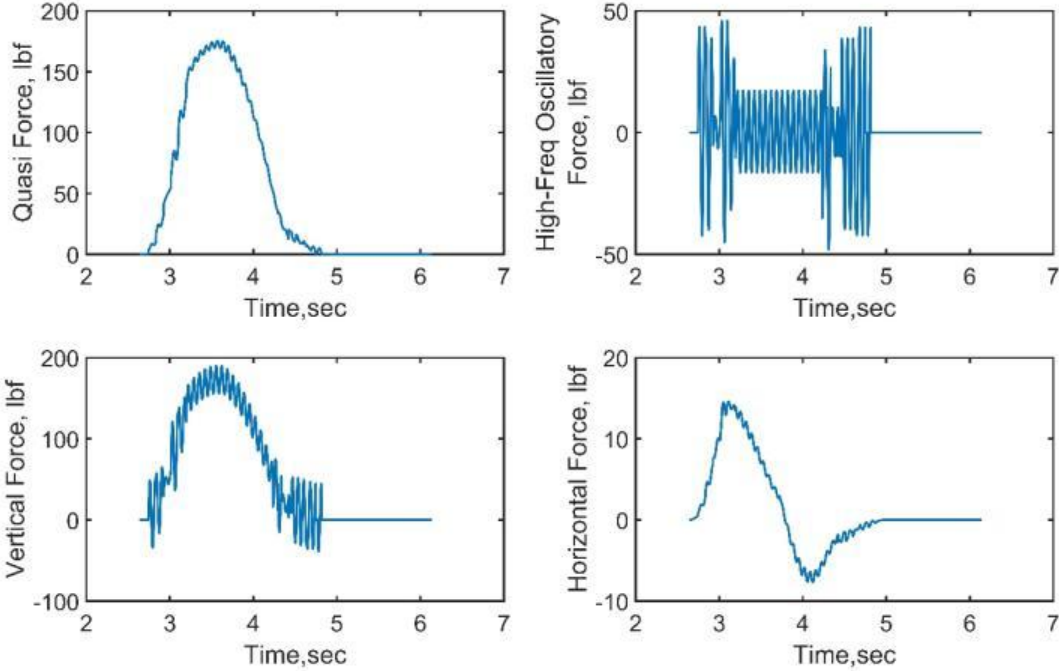 200
150
100
50
0
Quasi Force, lbf
2 3 4 5 6 7
Time,sec
50
0
-50
High-Freq Oscillatory
Force, lbf
2 3 4 5 6 7
Time,sec
200
100
0
-100
Vertical Force, lbf
2 3 4 5 6 7
Time,sec
20
10
0
-10
Horizontal Force, lbf
2 3 4 5 6 7
Time,sec